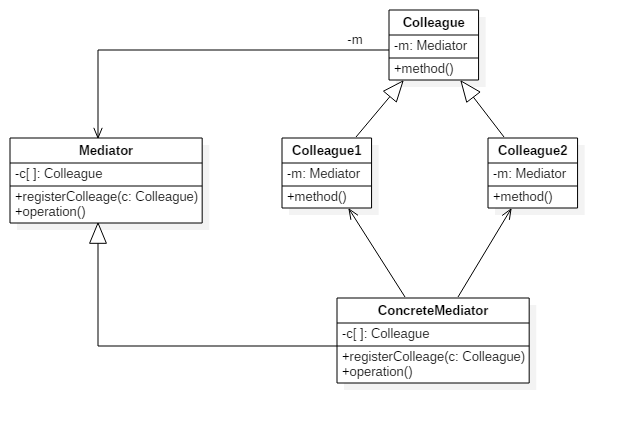 Colleague
-m: Mediator
+method()
-m
Mediator
-c[ ]: Colleague
+registerColleage(c: Colleague)
+operation()
Colleague1
-m: Mediator
+method()
Colleague2
-m: Mediator
+method()
ConcreteMediator
-c[ ]: Colleague
+registerColleage(c: Colleague)
+operation()